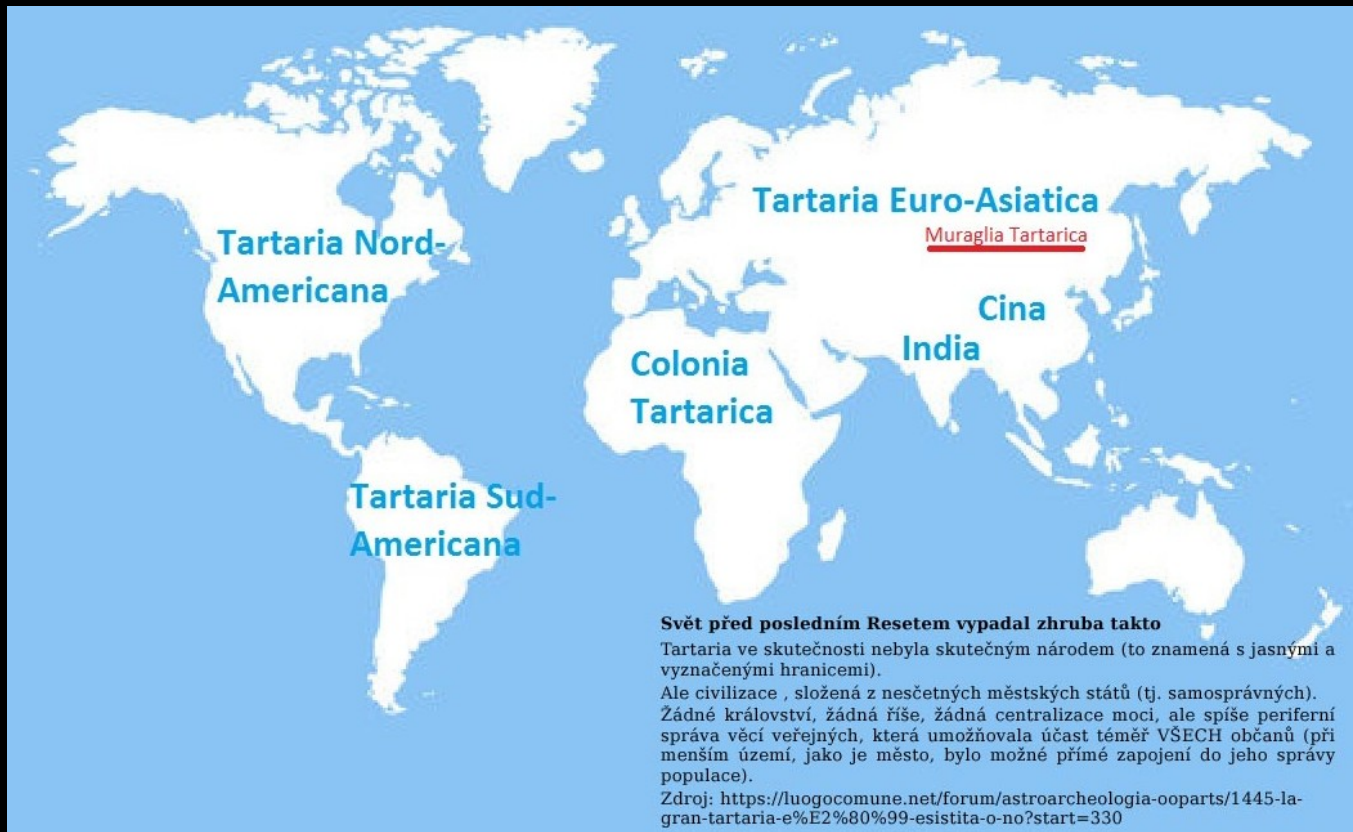 Tartaria Euro-Asiatica
Muraglia Tartarica
Tartaria Nord-
Americana
Cina
India
Colonia
Tartarica
Tartaria Sud-
Americana
Svět před posledním Resetem vypadal zhruba takto
Tartaria ve skutečnosti nebyla skutečným národem (to znamená s jasnými a
vyznačenými hranicemi).
Ale civilizace , složená z nesčetných městských států (tj. samosprávných).
Žádné království, žádná říše, žádná centralizace moci, ale spíše periferní
správa věcí veřejných, která umožňovala účast téměř VŠECH občanů (při
menším území, jako je město, bylo možné přímé zapojení do jeho správy
populace).
Zdroj: https://luogocomune.net/forum/astroarcheologia-ooparts/1445-la-
gran-tartaria-e%E2%80%99-esistita-o-no?start=330